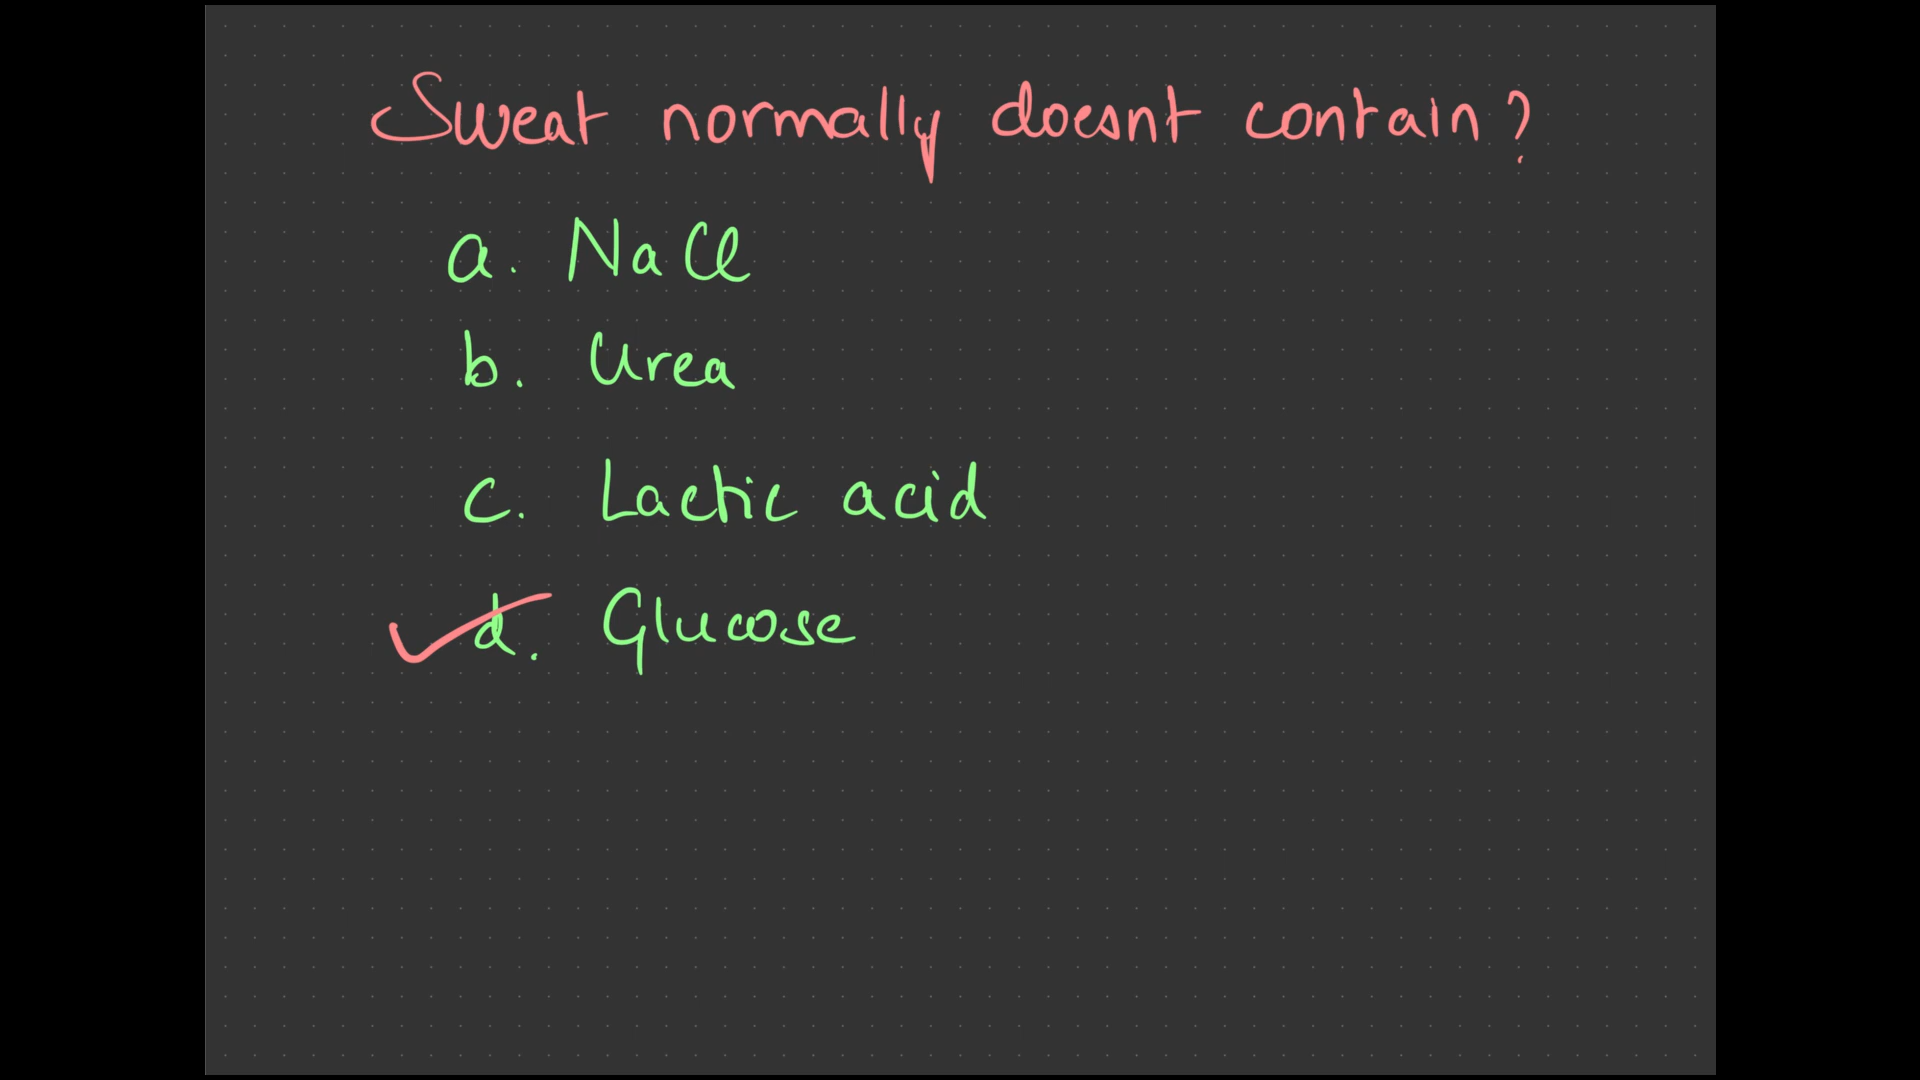 Sweat normally doesnt contain?
a. NaCl
b. Urea
c. Lactic acid
d. Glucose